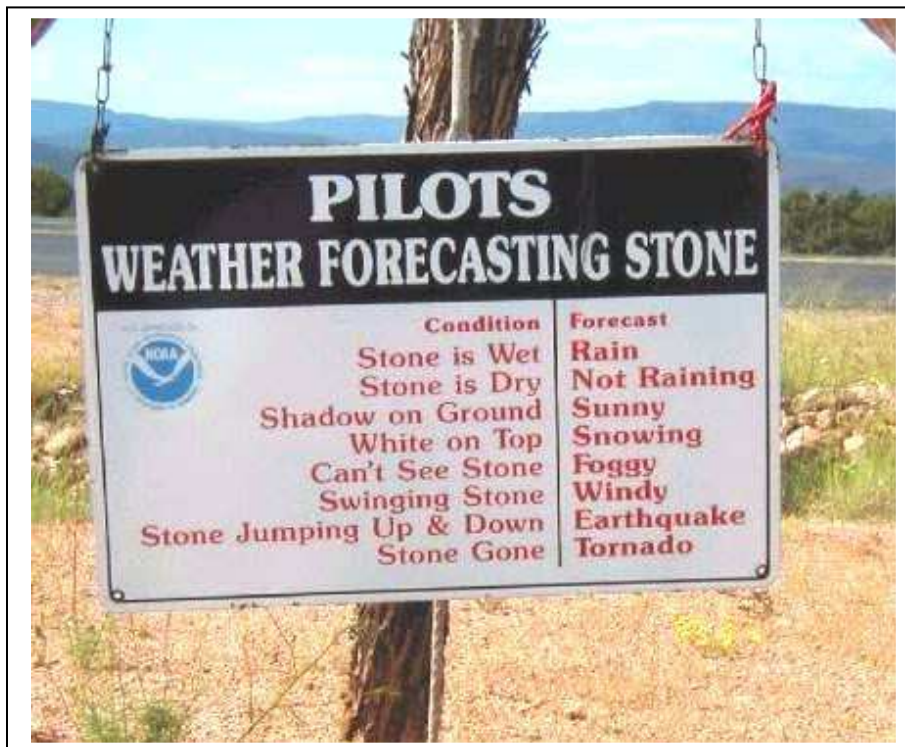 PILOTS
WEATHER FORECASTING STONE
Condition Forecast
NOAA
Stone is Wet Rain
Stone is Dry Not Raining
Shadow on Ground Sunny
White on Top Snowing
Can't See Stone Foggy
Swinging Stone Windy
Stone Jumping Up & Down Earthquake
Stone Gone Tornado